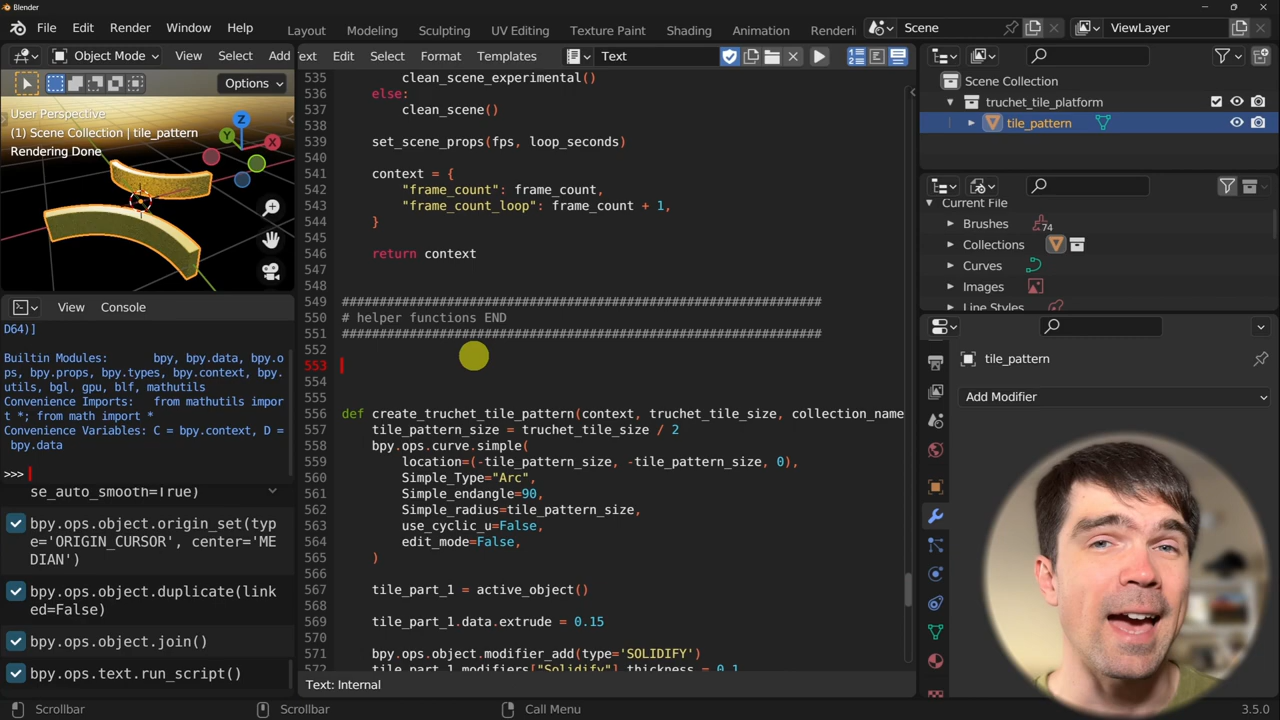 Blender
File Edit Render Window Help
Layout Modeling Sculpting UV Editing Texture Paint Shading Animation Renderin
Scene
ViewLayer
Object Mode View Select Add
ext Edit Select Format Templates
Text
Options
User Perspective
(1) Scene Collection | tile_pattern
Rendering Done
Z
Y
X
View Console
D64)]
Builtin Modules: bpy, bpy.data, bpy.o
ps, bpy.props, bpy.types, bpy.context, bpy.
utils, bgl, gpu, blf, mathutils
Convenience Imports: from mathutils impor
t *; from math import *
Convenience Variables: C = bpy.context, D =
bpy.data
>>>
se_auto_smooth=True)
bpy.ops.object.origin_set(typ
e='ORIGIN_CURSOR', center='ME
DIAN')
bpy.ops.object.duplicate(link
ed=False)
bpy.ops.object.join()
bpy.ops.text.run_script()
535 clean_scene_experimental()
536 else:
537 clean_scene()
538
539 set_scene_props(fps, loop_seconds)
540
541 context = {
542 "frame_count": frame_count,
543 "frame_count_loop": frame_count + 1,
544 }
545
546 return context
547
548
549 ################################################################
550 # helper functions END
551 ################################################################
552
553
554
555
556 def create_truchet_tile_pattern(context, truchet_tile_size, collection_name
557 tile_pattern_size = truchet_tile_size / 2
558 bpy.ops.curve.simple(
559 location=(-tile_pattern_size, -tile_pattern_size, 0),
560 Simple_Type="Arc",
561 Simple_endangle=90,
562 Simple_radius=tile_pattern_size,
563 use_cyclic_u=False,
564 edit_mode=False,
565 )
566
567 tile_part_1 = active_object()
568
569 tile_part_1.data.extrude = 0.15
570
571 bpy.ops.object.modifier_add(type='SOLIDIFY')
572 tile_part_1.modifiers["Solidify"].thickness = 0.1
Text: Internal
Scene Collection
truchet_tile_platform
tile_pattern
Current File
Brushes
74
Collections
Curves
Images
Line Styles
tile_pattern
Add Modifier
Scrollbar
Scrollbar
Call Menu
3.5.0